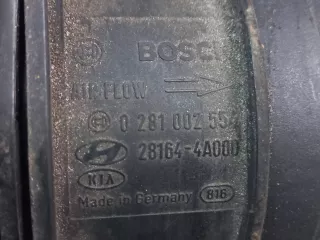 BOSCH
AIR FLOW
0 281 002 554
28164-4A000
KIA
Made in Germany 816